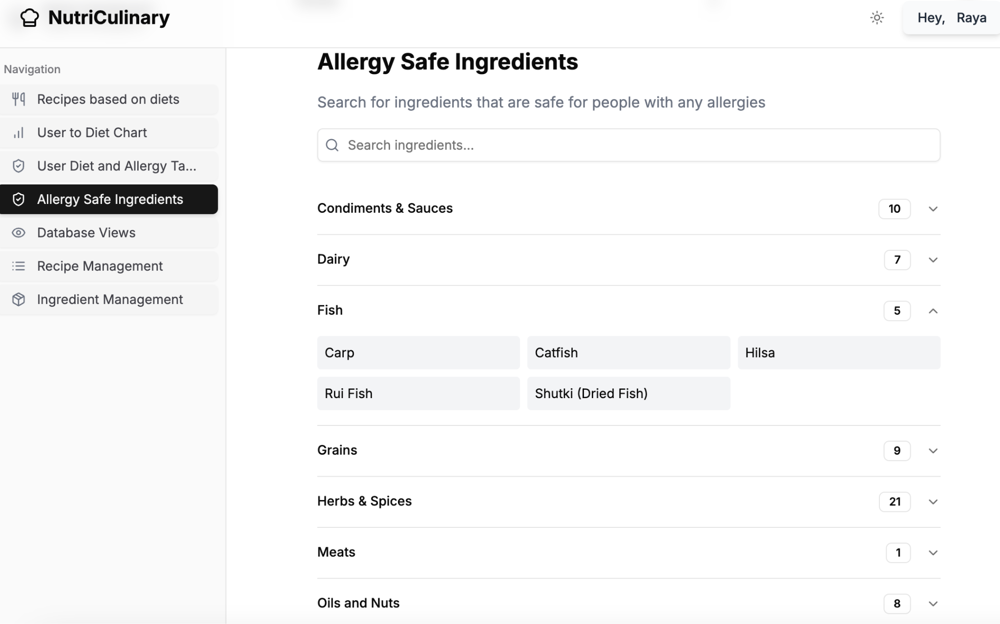 NutriCulinary
Hey, Raya
Navigation
Recipes based on diets
User to Diet Chart
User Diet and Allergy Ta...
Allergy Safe Ingredients
Database Views
Recipe Management
Ingredient Management
Allergy Safe Ingredients
Search for ingredients that are safe for people with any allergies
Search ingredients...
Condiments & Sauces 10
Dairy 7
Fish 5
Carp Catfish Hilsa
Rui Fish Shutki (Dried Fish)
Grains 9
Herbs & Spices 21
Meats 1
Oils and Nuts 8